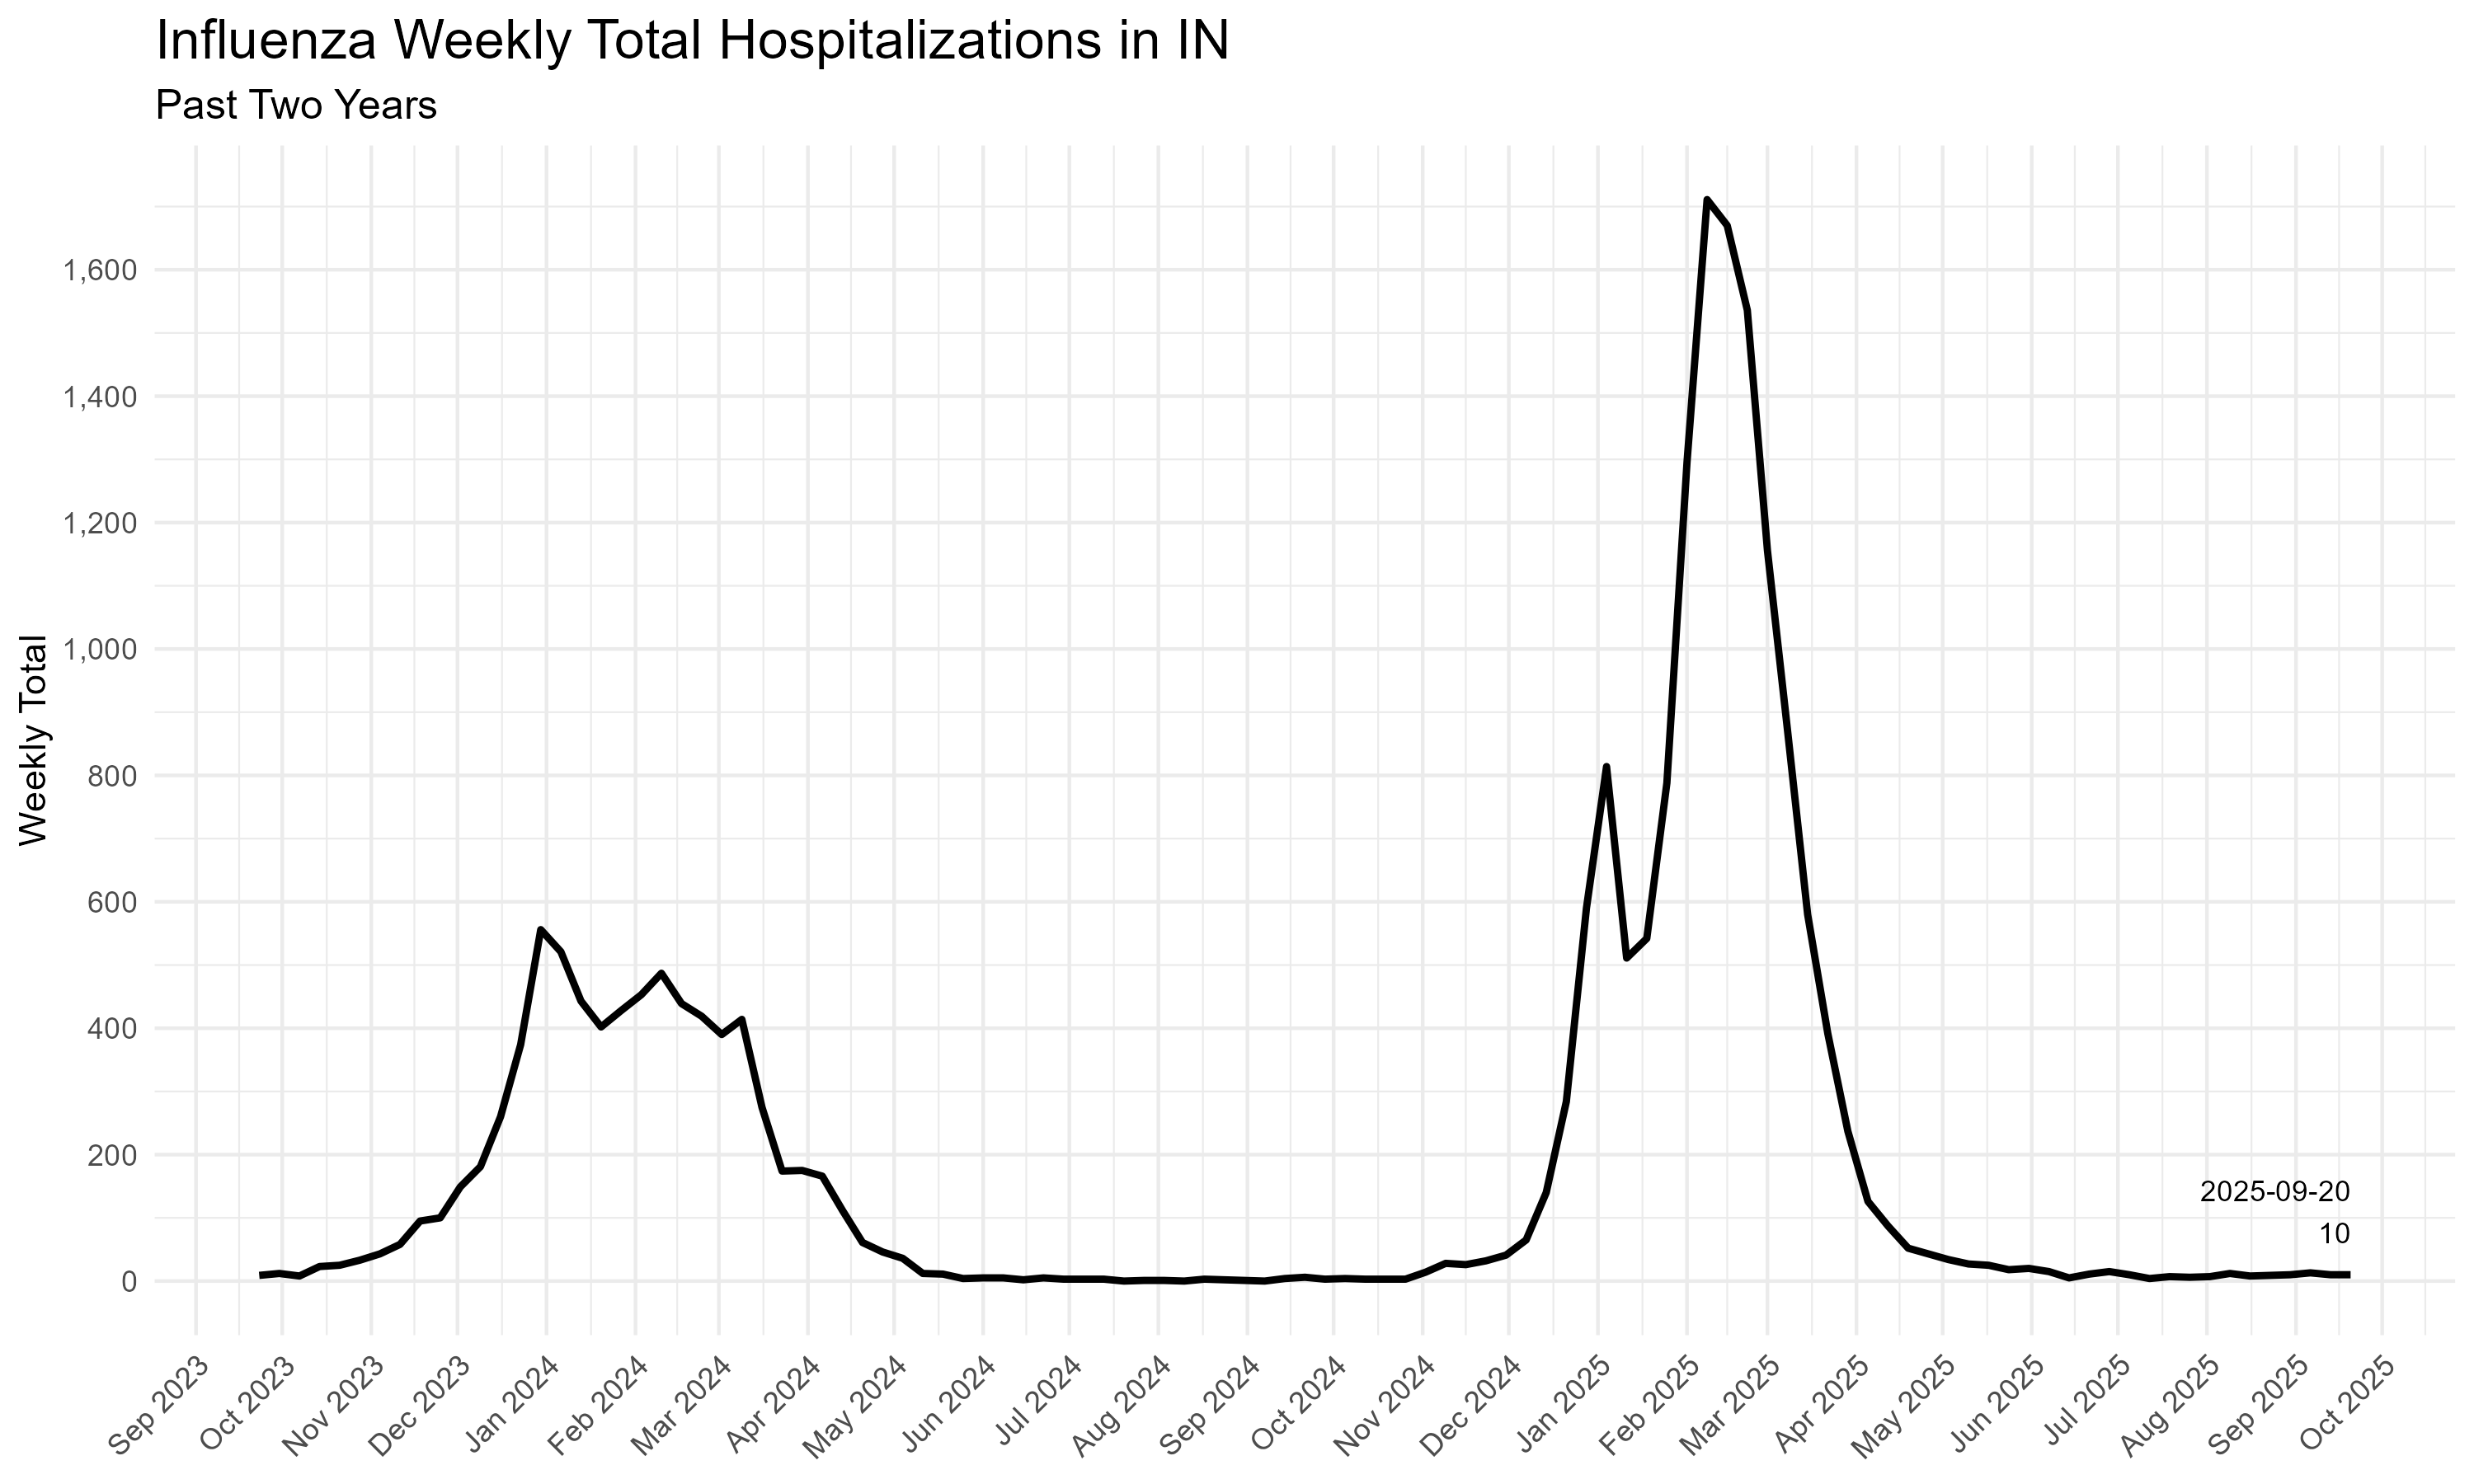 Influenza Weekly Total Hospitalizations in IN
Past Two Years
Weekly Total
1,600
1,400
1,200
1,000
800
600
400
200
0
2025-09-20
10
Sep 2023
Oct 2023
Nov 2023
Dec 2023
Jan 2024
Feb 2024
Mar 2024
Apr 2024
May 2024
Jun 2024
Jul 2024
Aug 2024
Sep 2024
Oct 2024
Nov 2024
Dec 2024
Jan 2025
Feb 2025
Mar 2025
Apr 2025
May 2025
Jun 2025
Jul 2025
Aug 2025
Sep 2025
Oct 2025